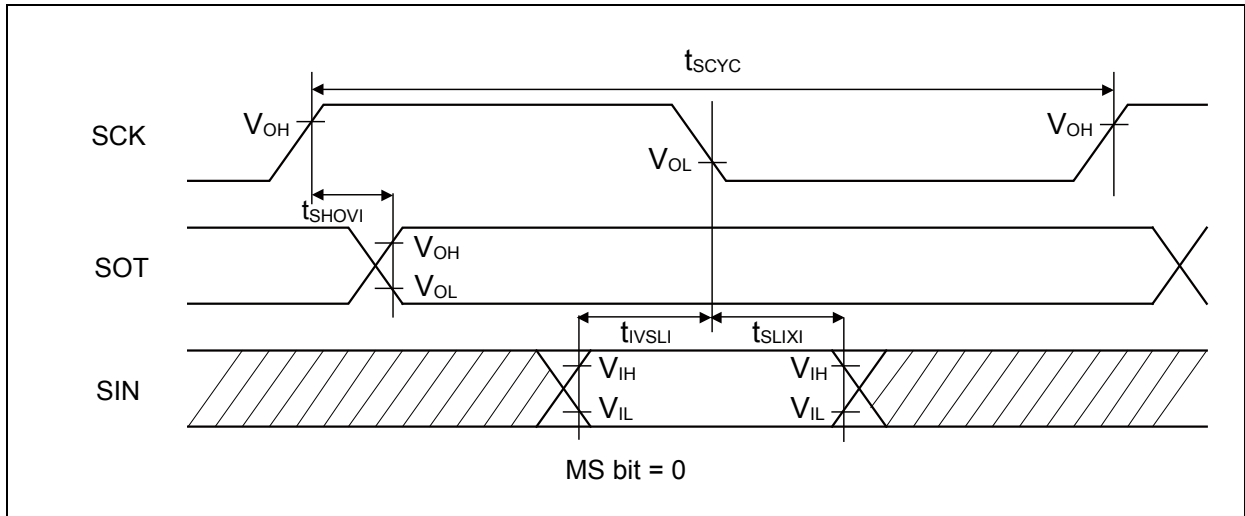 tSCYC
SCK
VOH
VOL
VOH
tSHOVI
SOT
VOH
VOL
tIVSLI
tSLIXI
SIN
VIH
VIL
VIH
VIL
MS bit = 0